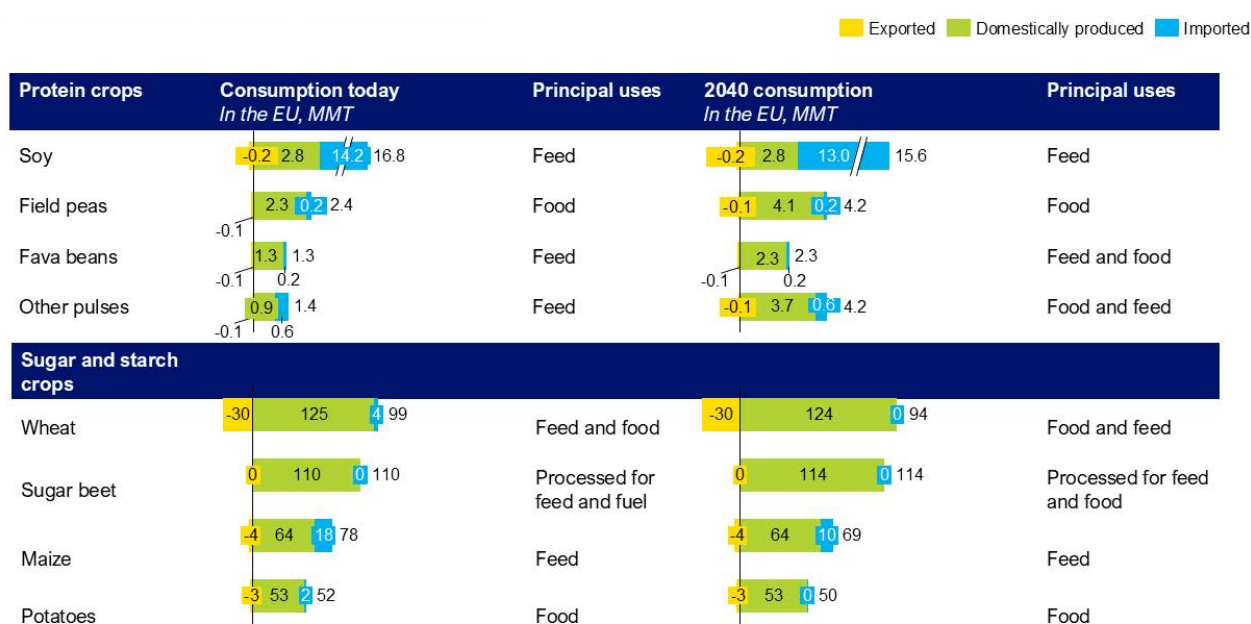 Exported Domestically produced Imported
Protein crops Consumption today Principal uses 2040 consumption Principal uses
In the EU, MMT In the EU, MMT
Soy -0.2 2.8 14.2 16.8 Feed -0.2 2.8 13.0 15.6 Feed
Field peas 2.3 0.2 2.4 Food -0.1 4.1 0.2 4.2 Food
-0.1
Fava beans 1.3 1.3 Feed 2.3 2.3 Feed and food
-0.1 0.2 -0.1 0.2
Other pulses 0.9 1.4 Feed -0.1 3.7 0.6 4.2 Food and feed
-0.1 0.6
Sugar and starch
crops
Wheat -30 125 4 99 Feed and food -30 124 0 94 Food and feed
Sugar beet 0 110 0 110 Processed for 0 114 0 114 Processed for feed
feed and fuel and food
Maize -4 64 18 78 Feed -4 64 10 69 Feed
Potatoes -3 53 2 52 Food -3 53 0 50 Food